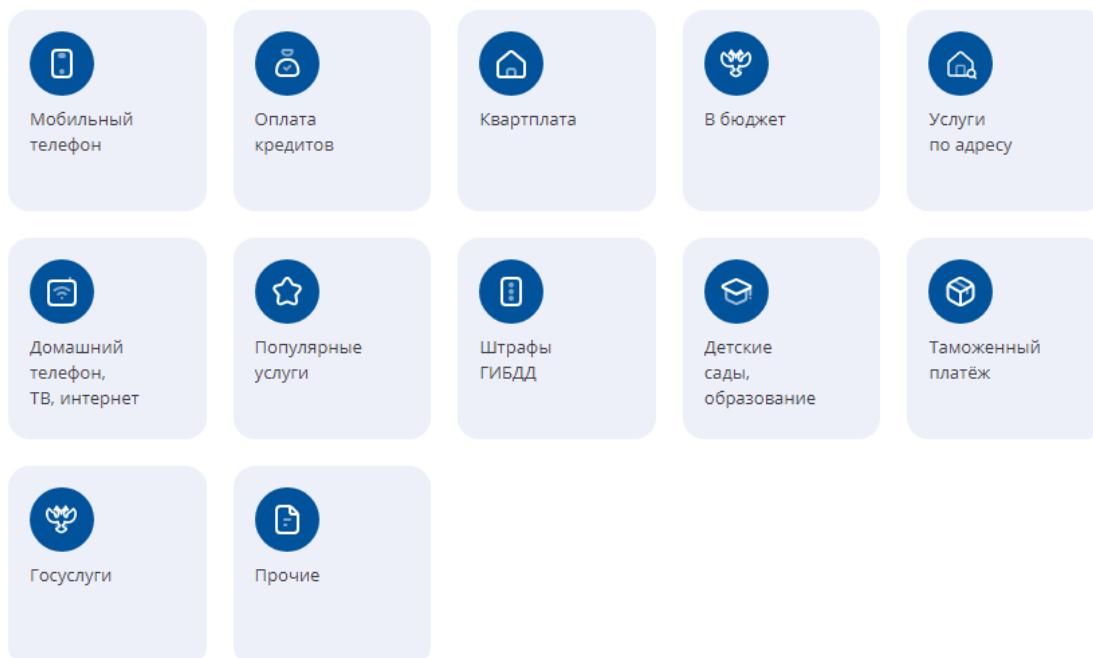 Мобильный
телефон
Оплата
кредитов
Квартплата
В бюджет
Услуги
по адресу
Домашний
телефон,
ТВ, интернет
Популярные
услуги
Штрафы
ГИБДД
Детские
сады,
образование
Таможенный
платёж
Госуслуги
Прочие